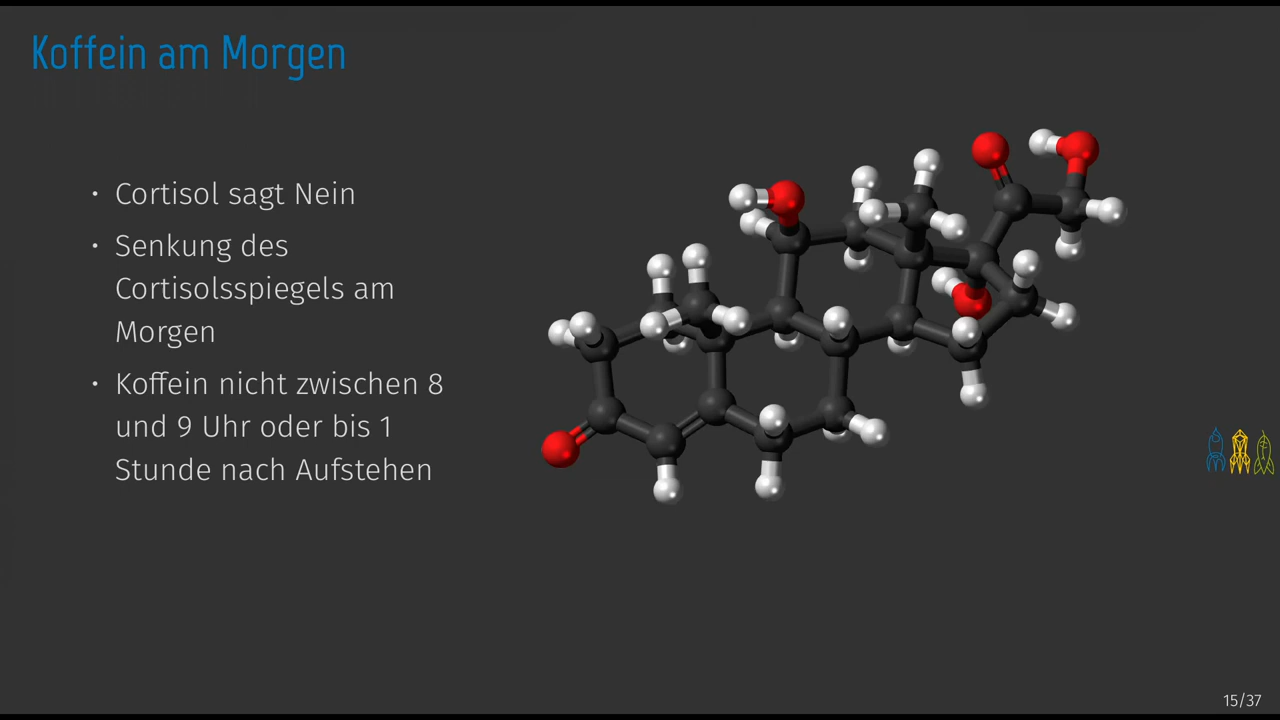 Koffein am Morgen
• Cortisol sagt Nein
• Senkung des
Cortisolsspiegels am
Morgen
• Koffein nicht zwischen 8
und 9 Uhr oder bis 1
Stunde nach Aufstehen
15/37